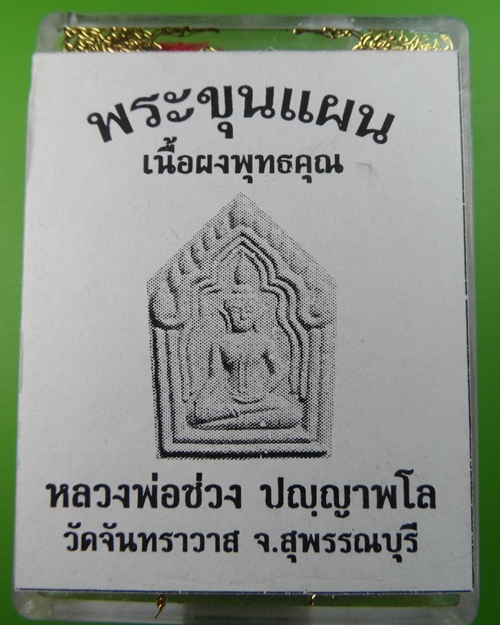 พระขุนแผน
เนื้อผงพุทธคุณ
หลวงพ่อช่วง ปญฺญาพโล
วัดจันทราวาส จ.สุพรรณบุรี